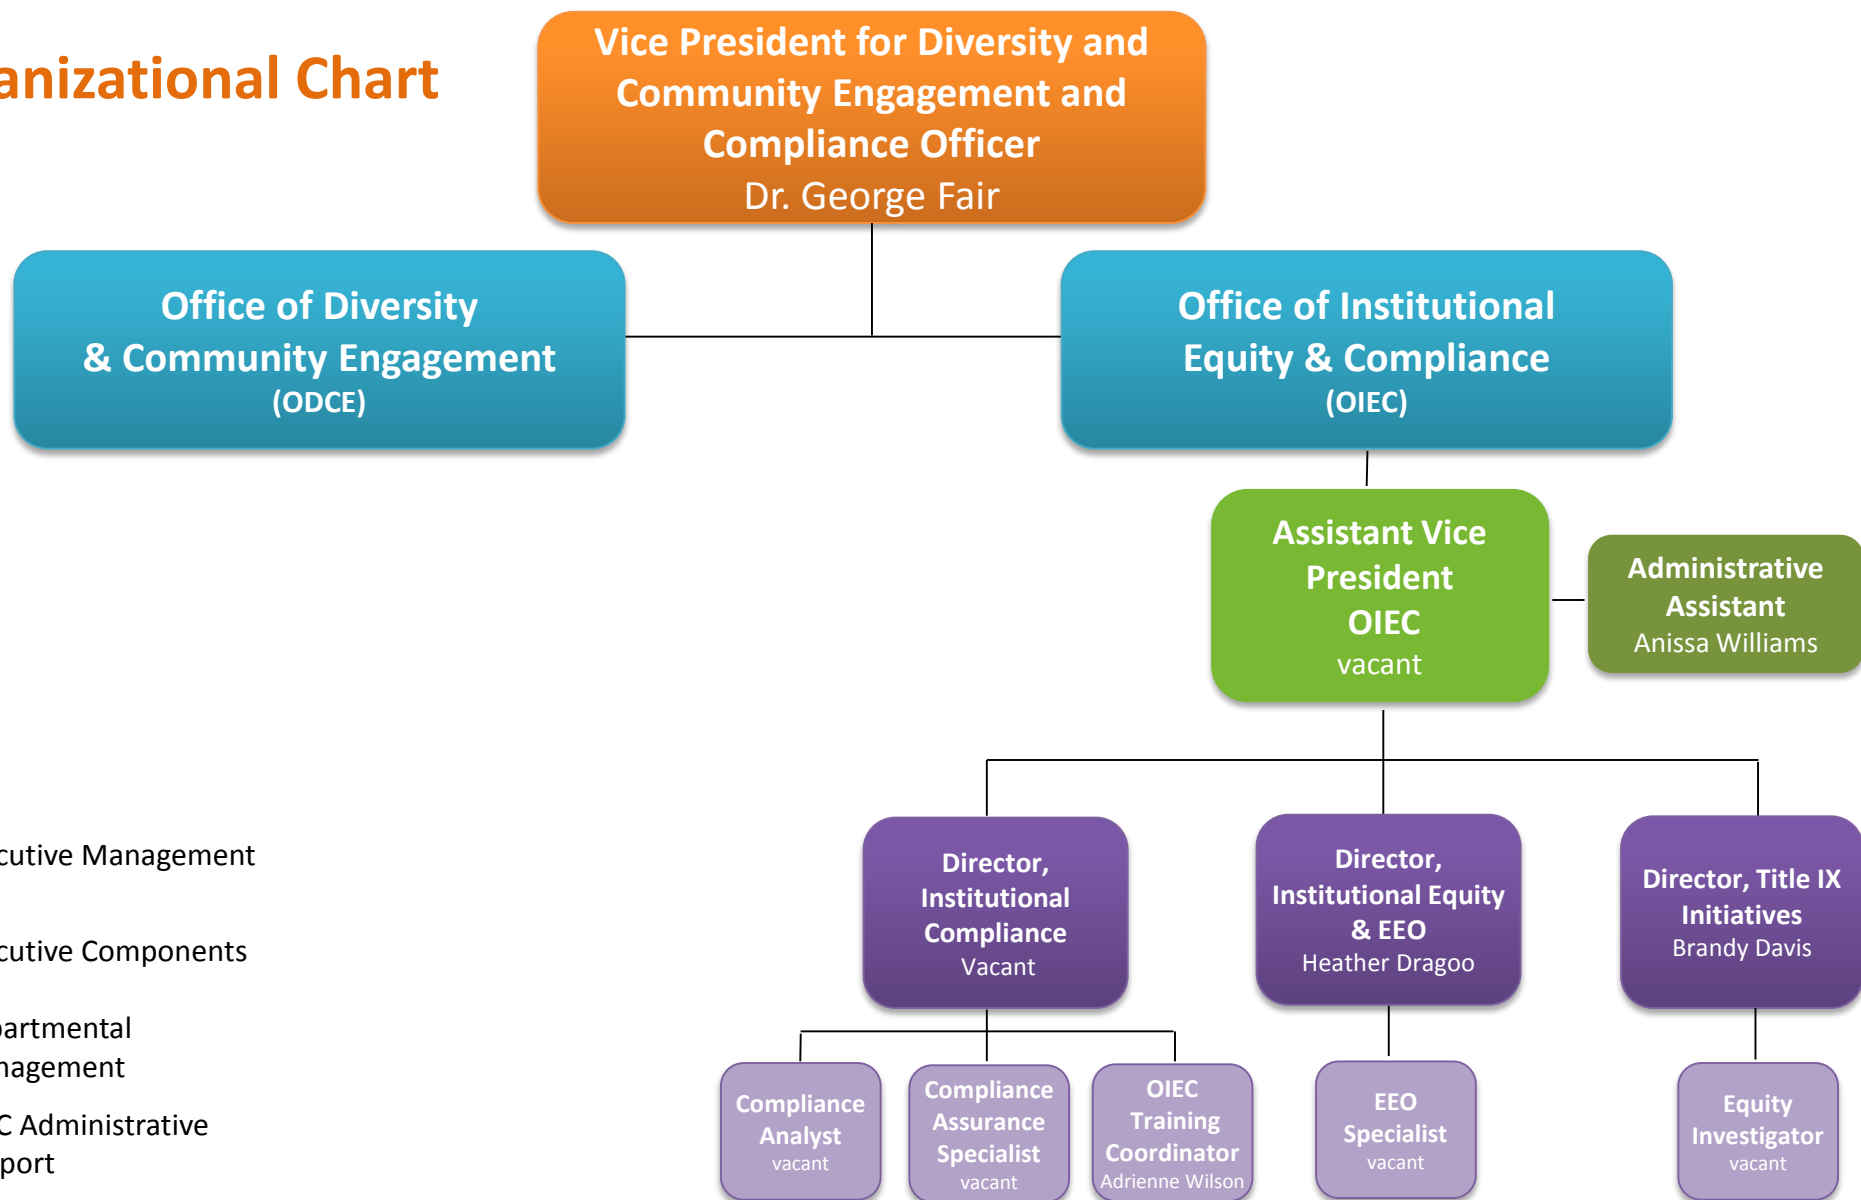 anizational Chart
Vice President for Diversity and
Community Engagement and
Compliance Officer
Dr. George Fair
Office of Diversity
& Community Engagement
(ODCE)
Office of Institutional
Equity & Compliance
(OIEC)
Assistant Vice
President
OIEC
vacant
Administrative
Assistant
Anissa Williams
cutive Management
cutive Components
partmental
nagement
C Administrative
port
Director,
Institutional
Compliance
Vacant
Director,
Institutional Equity
& EEO
Heather Dragoo
Director, Title IX
Initiatives
Brandy Davis
Compliance
Analyst
vacant
Compliance
Assurance
Specialist
vacant
OIEC
Training
Coordinator
Adrienne Wilson
EEO
Specialist
vacant
Equity
Investigator
vacant